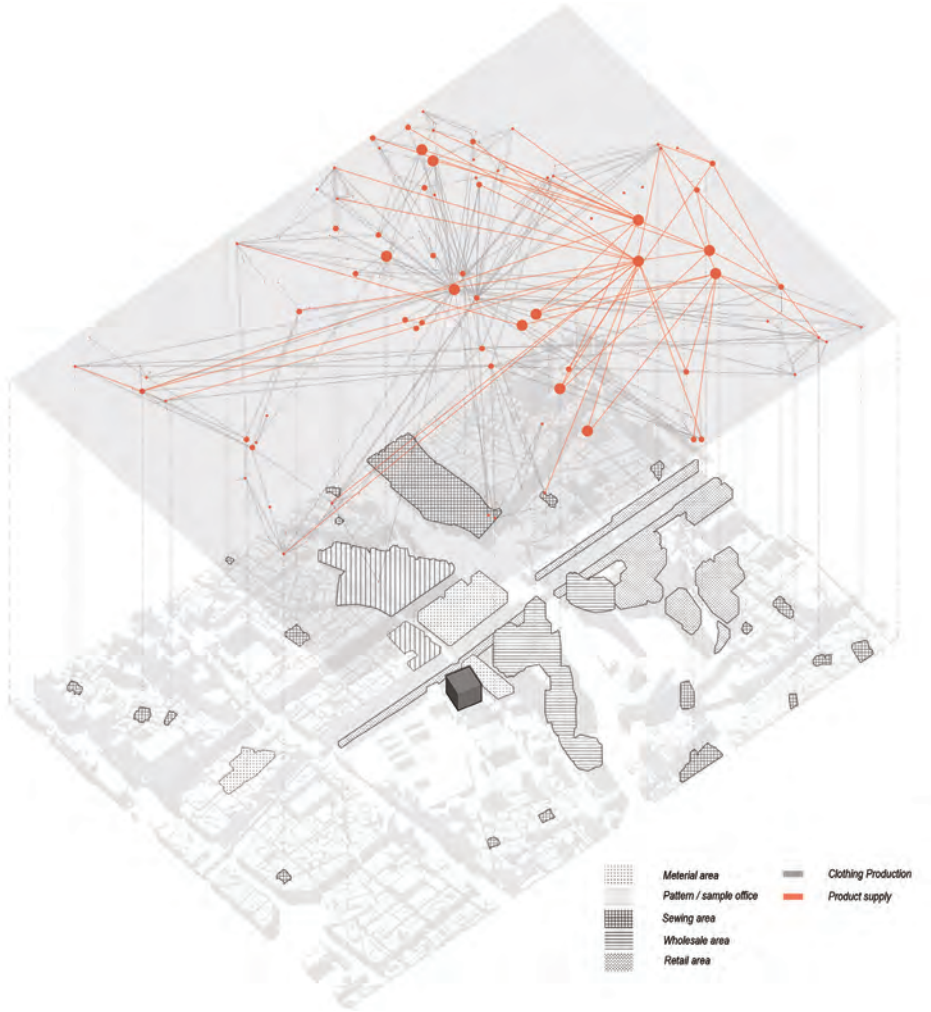 Meterial area
Pattern / sample office
Sewing area
Wholesale area
Retail area
Clothing Production
Product supply